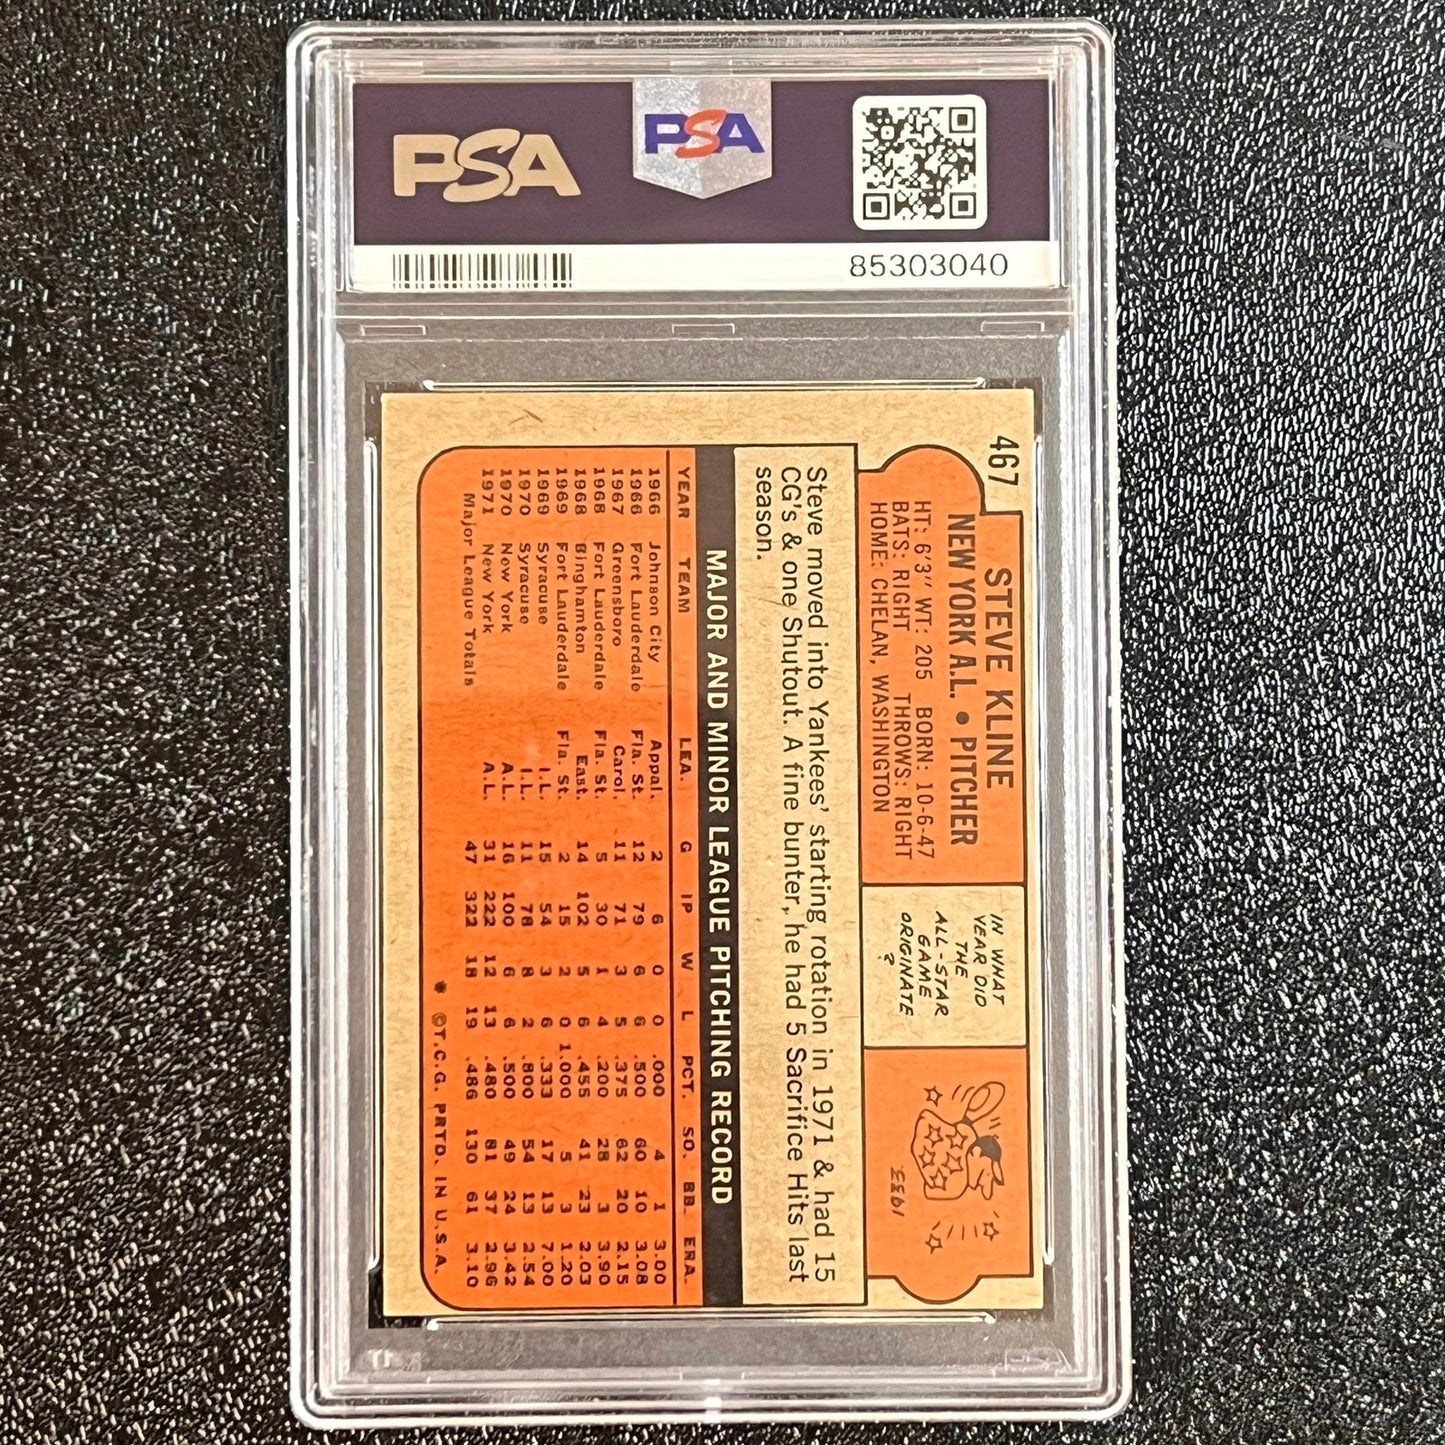 PSA
PSA
85303040
467
STEVE KLINE
NEW YORK A.L. • PITCHER
HT: 6'3" WT: 205 BORN: 10-6-47
BATS: RIGHT THROWS: RIGHT
HOME: CHELAN, WASHINGTON
IN WHAT
YEAR DID
THE
ALL-STAR
GAME
ORIGINATE
?
1933
Steve moved into Yankees' starting rotation in 1971 & had 15
CG's & one Shutout. A fine bunter, he had 5 Sacrifice Hits last
season.
MAJOR AND MINOR LEAGUE PITCHING RECORD
YEAR TEAM LEA. G IP W L PCT. SO. BB. ERA.
1966 Johnson City Appal. 2 6 0 0 .000 4 1 3.00
1966 Fort Lauderdale Fla. St. 12 79 6 6 .500 60 10 3.08
1967 Greensboro Carol. 11 71 3 5 .375 62 20 2.15
1968 Fort Lauderdale Fla. St. 5 30 1 4 .200 28 3 3.90
1968 Binghamton East. 14 102 5 6 .455 41 23 2.03
1969 Fort Lauderdale Fla. St. 2 15 2 0 1.000 5 3 1.20
1969 Syracuse I.L. 15 54 3 6 .333 17 13 7.00
1970 Syracuse I.L. 11 78 8 2 .800 54 13 2.54
1970 New York A.L. 16 100 6 6 .500 49 24 3.42
1971 New York A.L. 31 222 12 13 .480 81 37 2.96
Major League Totals 47 322 18 19 .486 130 61 3.10
* ©T.C.G. PRTD. IN U.S.A.